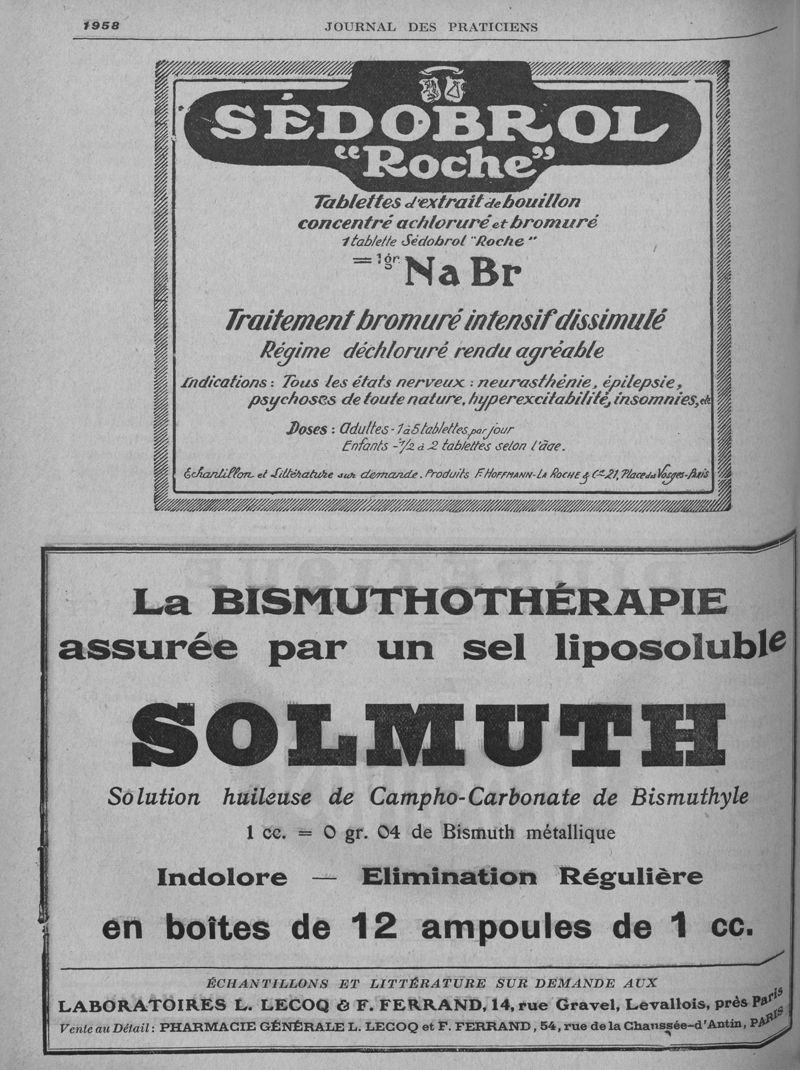 1958
JOURNAL DES PRATICIENS
SÉDOBROL
"Roche"
Tablettes d'extrait de bouillon
concentré achloruré et bromuré
1 tablette Sédobrol "Roche"
= 1gr. Na Br
Traitement bromuré intensif dissimulé
Régime déchloruré rendu agréable
Indications : Tous les états nerveux : neurasthénie, épilepsie,
psychoses de toute nature, hyperexcitabilité, insomnies, etc
Doses : Adultes - 1 à 5 tablettes par jour
Enfants - 1/2 à 2 tablettes selon l'âge.
Echantillon et Littérature sur demande. Produits F. HOFFMANN-LA ROCHE & Cie 21, Place des Vosges-Paris
La BISMUTHOTHÉRAPIE
assurée par un sel liposoluble
SOLMUTH
Solution huileuse de Campho-Carbonate de Bismuthyle
1 cc. = 0 gr. 04 de Bismuth métallique
Indolore — Elimination Régulière
en boîtes de 12 ampoules de 1 cc.
ÉCHANTILLONS ET LITTÉRATURE SUR DEMANDE AUX
LABORATOIRES L. LECOQ & F. FERRAND, 14, rue Gravel, Levallois, près Paris
Vente au Détail : PHARMACIE GÉNÉRALE L. LECOQ et F. FERRAND, 54, rue de la Chaussée-d'Antin, PARIS